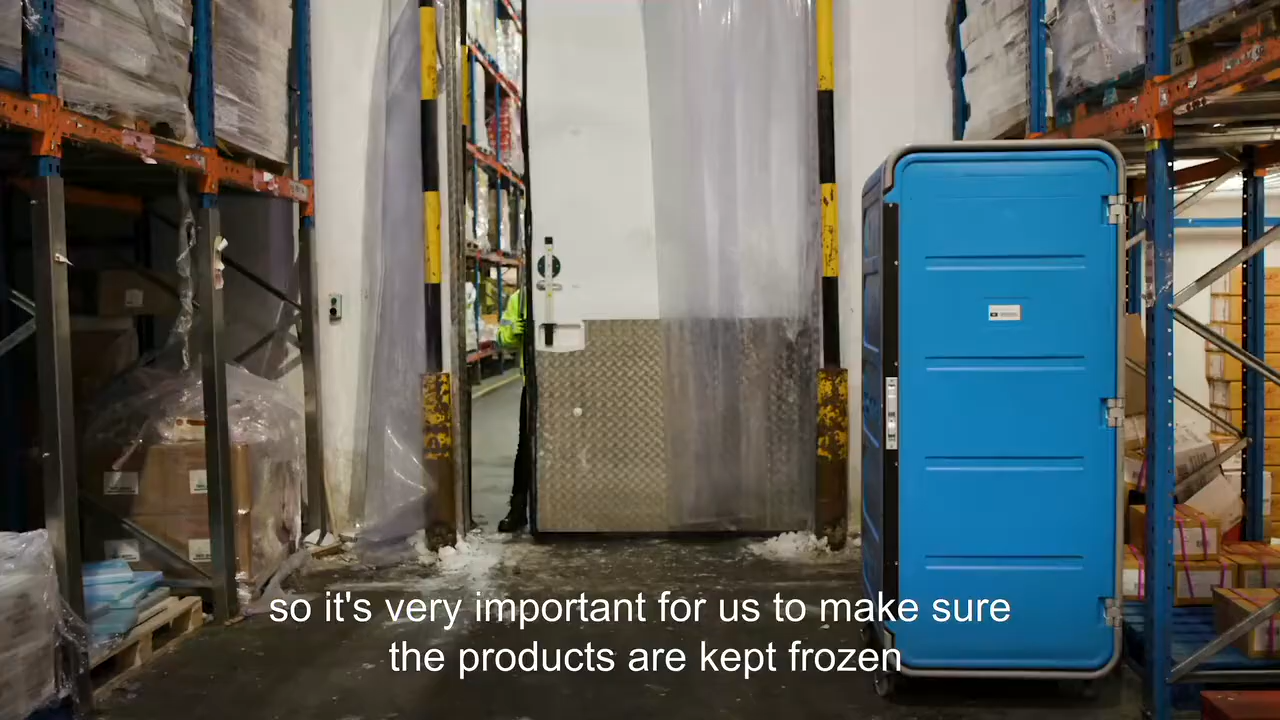 so it's very important for us to make sure
the products are kept frozen